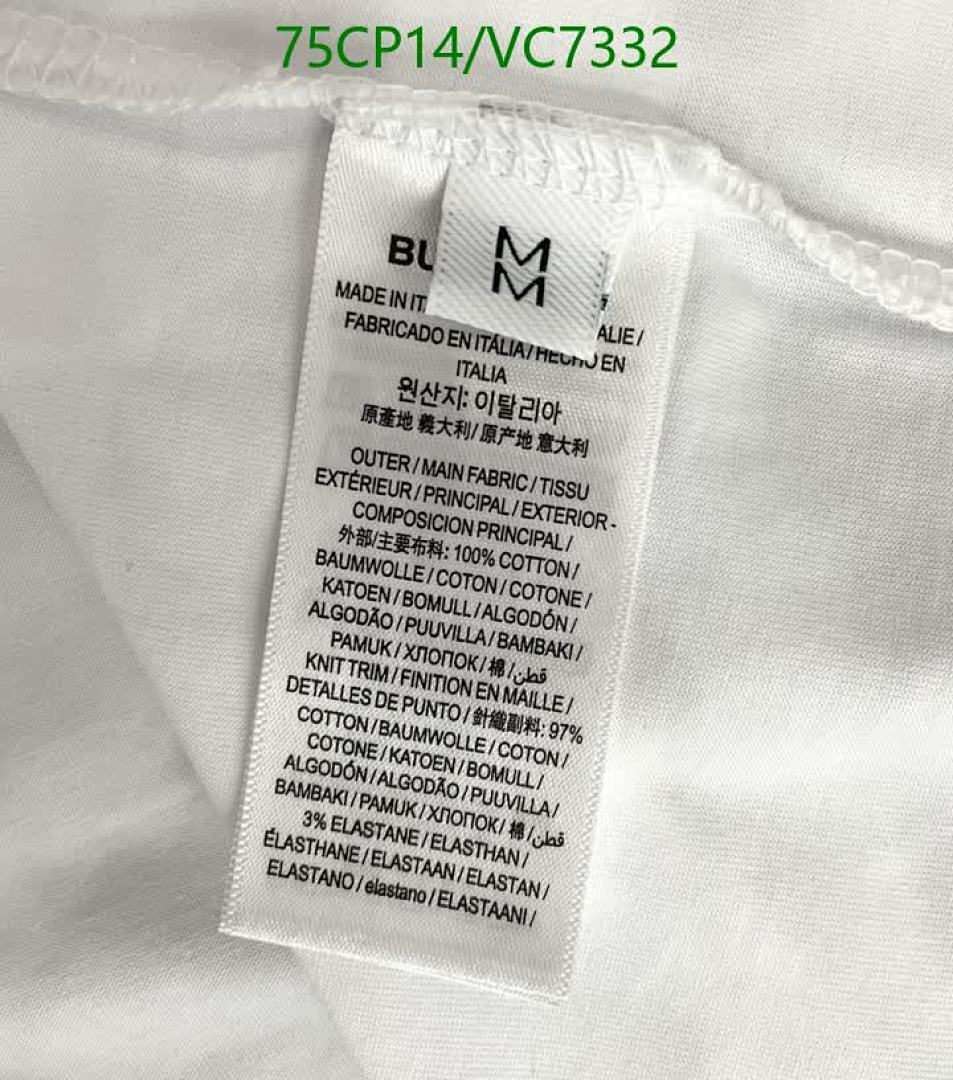 75CP14/VC7332
M
M
BU
MADE IN IT ALIE /
FABRICADO EN ITÁLIA / HECHO EN
ITALIA
원산지: 이탈리아
原產地 義大利/ 原产地 意大利
OUTER / MAIN FABRIC / TISSU
EXTÉRIEUR / PRINCIPAL / EXTERIOR -
COMPOSICION PRINCIPAL /
外部/主要布料: 100% COTTON /
BAUMWOLLE / COTON / COTONE /
KATOEN / BOMULL / ALGODÓN /
ALGODÃO / PUUVILLA / BAMBAKI /
PAMUK / ХЛОПОК / 棉 / قطن
KNIT TRIM / FINITION EN MAILLE /
DETALLES DE PUNTO / 針織副料: 97%
COTTON / BAUMWOLLE / COTON /
COTONE / KATOEN / BOMULL /
ALGODÓN / ALGODÃO / PUUVILLA /
BAMBAKI / PAMUK / ХЛОПОК / 棉 / قطن
3% ELASTANE / ELASTHAN /
ÉLASTHANE / ELASTAAN / ELASTAN /
ELASTANO / elastano / ELASTAANI /